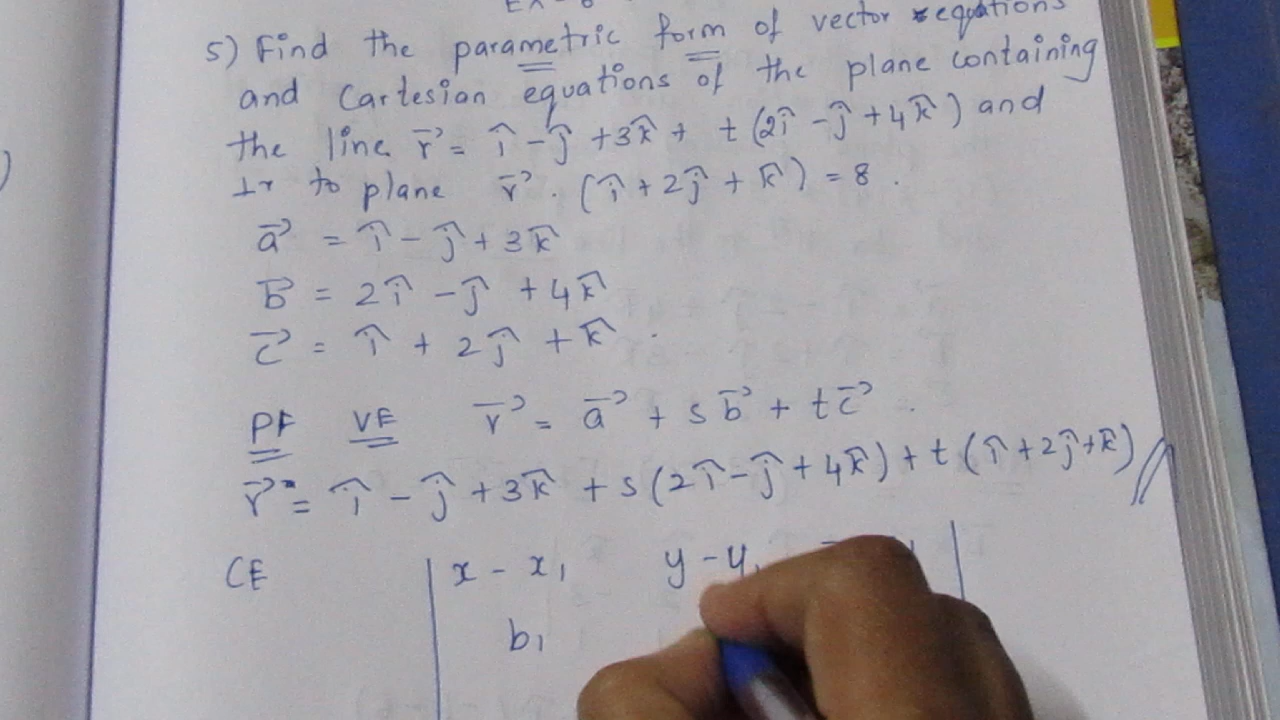 5) Find the parametric form of vector equations
and Cartesian equations of the plane containing
the line r⃗ = î - ĵ + 3k̂ + t (2î - ĵ + 4k̂) and
⊥r to plane r⃗ . (î + 2ĵ + k̂) = 8 .
a⃗ = î - ĵ + 3k̂
b⃗ = 2î - ĵ + 4k̂
c⃗ = î + 2ĵ + k̂ .
PF VE r⃗ = a⃗ + s b⃗ + t c⃗ .
r⃗ = î - ĵ + 3k̂ + s (2î - ĵ + 4k̂) + t (î + 2ĵ + k̂) //
CE | x - x₁ y - y₁ |
b₁